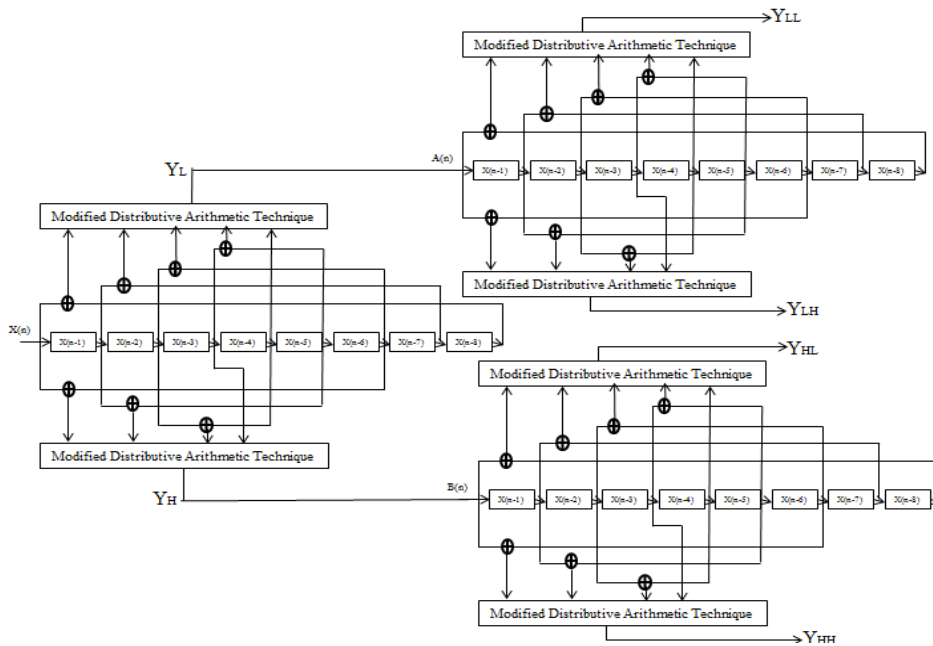 YLL
Modified Distributive Arithmetic Technique
A(n)
X(n-1) X(n-2) X(n-3) X(n-4) X(n-5) X(n-6) X(n-7) X(n-8)
YL
Modified Distributive Arithmetic Technique
Modified Distributive Arithmetic Technique
YLH
X(n)
X(n-1) X(n-2) X(n-3) X(n-4) X(n-5) X(n-6) X(n-7) X(n-8)
YHL
Modified Distributive Arithmetic Technique
Modified Distributive Arithmetic Technique
YH
B(n)
X(n-1) X(n-2) X(n-3) X(n-4) X(n-5) X(n-6) X(n-7) X(n-8)
Modified Distributive Arithmetic Technique
YHH